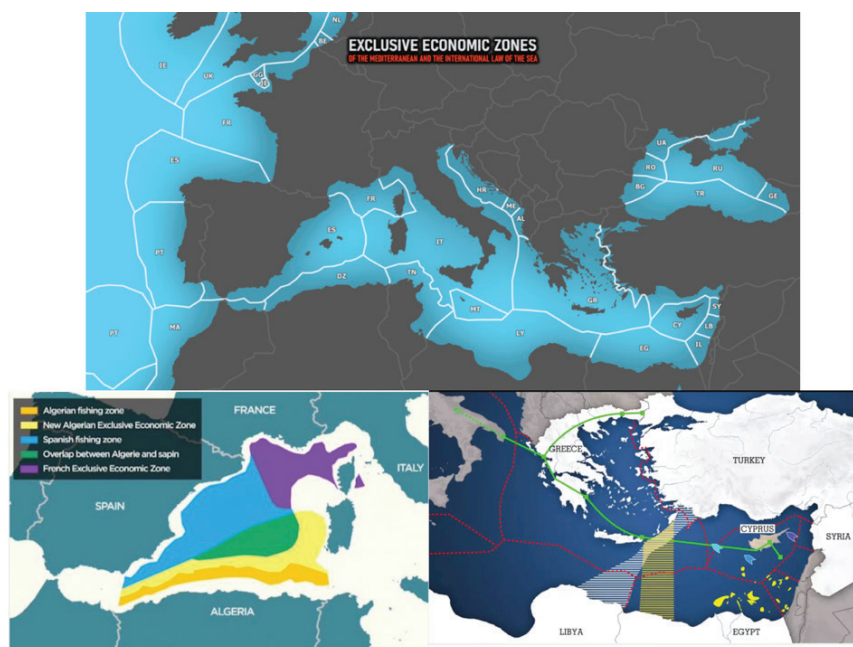 EXCLUSIVE ECONOMIC ZONES
OF THE MEDITERRANEAN AND THE INTERNATIONAL LAW OF THE SEA
NL
BE
IE
UK
GG
FR
ES
PT
PT
MA
FR
ES
DZ
TN
IT
MT
HR
ME
AL
GR
LY
EG
CY
SY
LB
IL
UA
RO
BG
RU
TR
GE
Algerian fishing zone
New Algerian Exclusive Economic Zone
Spanish fishing zone
Overlap between Algerie and sapin
French Exclusive Economic Zone
FRANCE
ITALY
SPAIN
ALGERIA
GREECE
TURKEY
CYPRUS
SYRIA
LIBYA
EGYPT